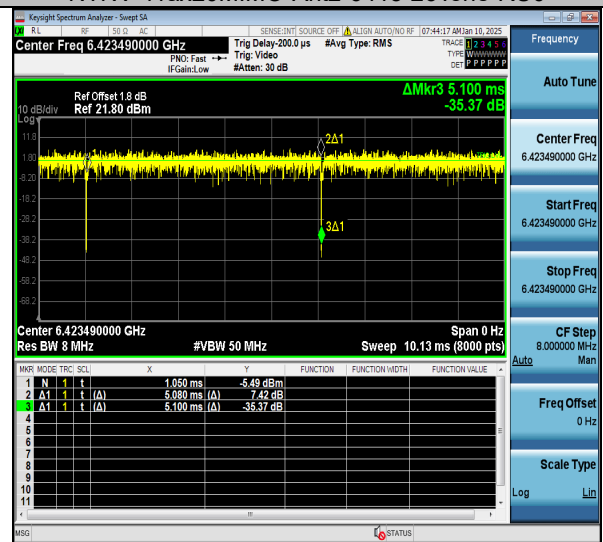 Keysight Spectrum Analyzer - Swept SA
RL RF 50 Ω AC SENSE:INT SOURCE OFF ALIGN AUTO/NO RF 07:44:17 AM Jan 10, 2025
Center Freq 6.423490000 GHz
PNO: Fast
IFGain:Low
Trig Delay-200.0 µs
Trig: Video
#Atten: 30 dB
#Avg Type: RMS
TRACE 1 2 3 4 5 6
TYPE WWWWWW
DET P P P P P P
Ref Offset 1.8 dB
10 dB/div Ref 21.80 dBm
ΔMkr3 5.100 ms
-35.37 dB
Log
11.8
1.80
-8.20
-18.2
-28.2
-38.2
-48.2
-58.2
-68.2
2Δ1
3Δ1
Center 6.423490000 GHz Span 0 Hz
Res BW 8 MHz #VBW 50 MHz Sweep 10.13 ms (8000 pts)
MKR MODE TRC SCL X Y FUNCTION FUNCTION WIDTH FUNCTION VALUE
1 N 1 t 1.050 ms -5.49 dBm
2 Δ1 1 t (Δ) 5.080 ms (Δ) 7.42 dB
3 Δ1 1 t (Δ) 5.100 ms (Δ) -35.37 dB
4
5
6
7
8
9
10
11
MSG STATUS
Frequency
Auto Tune
Center Freq
6.423490000 GHz
Start Freq
6.423490000 GHz
Stop Freq
6.423490000 GHz
CF Step
8.000000 MHz
Auto Man
Freq Offset
0 Hz
Scale Type
Log Lin